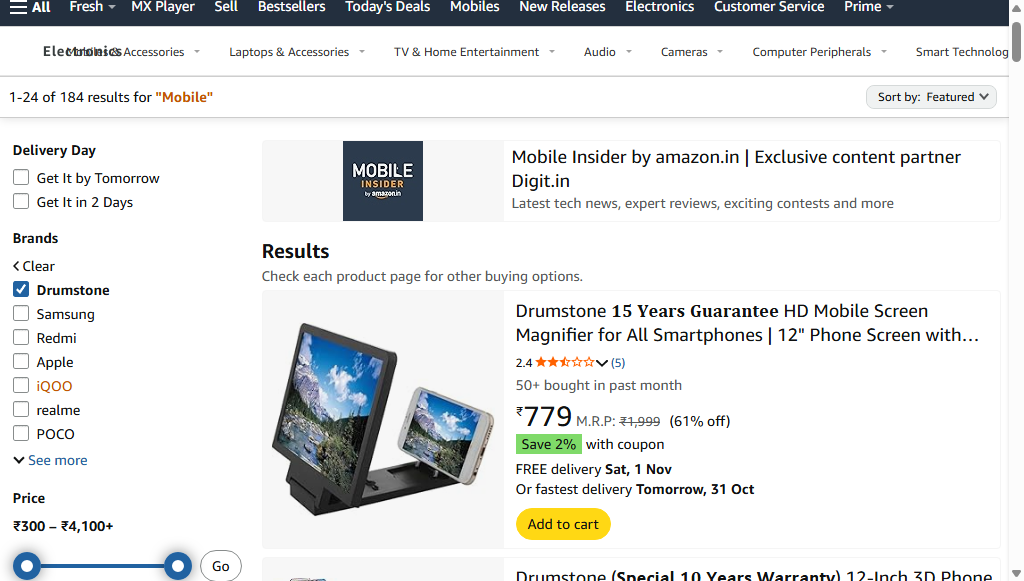 All Fresh MX Player Sell Bestsellers Today's Deals Mobiles New Releases Electronics Customer Service Prime
Electronics Mobiles & Accessories Laptops & Accessories TV & Home Entertainment Audio Cameras Computer Peripherals Smart Technolog
1-24 of 184 results for "Mobile"
Sort by: Featured
Delivery Day
Get It by Tomorrow
Get It in 2 Days
Brands
Clear
Drumstone
Samsung
Redmi
Apple
iQOO
realme
POCO
See more
Price
₹300 – ₹4,100+
Go
MOBILE
INSIDER
by amazon.in
Mobile Insider by amazon.in | Exclusive content partner
Digit.in
Latest tech news, expert reviews, exciting contests and more
Results
Check each product page for other buying options.
Drumstone 𝟏𝟓 𝐘𝐞𝐚𝐫𝐬 𝐆𝐮𝐚𝐫𝐚𝐧𝐭𝐞𝐞 HD Mobile Screen
Magnifier for All Smartphones | 12" Phone Screen with…
2.4 (5)
50+ bought in past month
₹779 M.R.P: ₹1,999 (61% off)
Save 2% with coupon
FREE delivery Sat, 1 Nov
Or fastest delivery Tomorrow, 31 Oct
Add to cart
Drumstone (𝗦𝗽𝗲𝗰𝗶𝗮𝗹 𝟭𝟬 𝗬𝗲𝗮𝗿𝘀 𝗪𝗮𝗿𝗿𝗮𝗻𝘁𝘆) 12-Inch 3D Phone